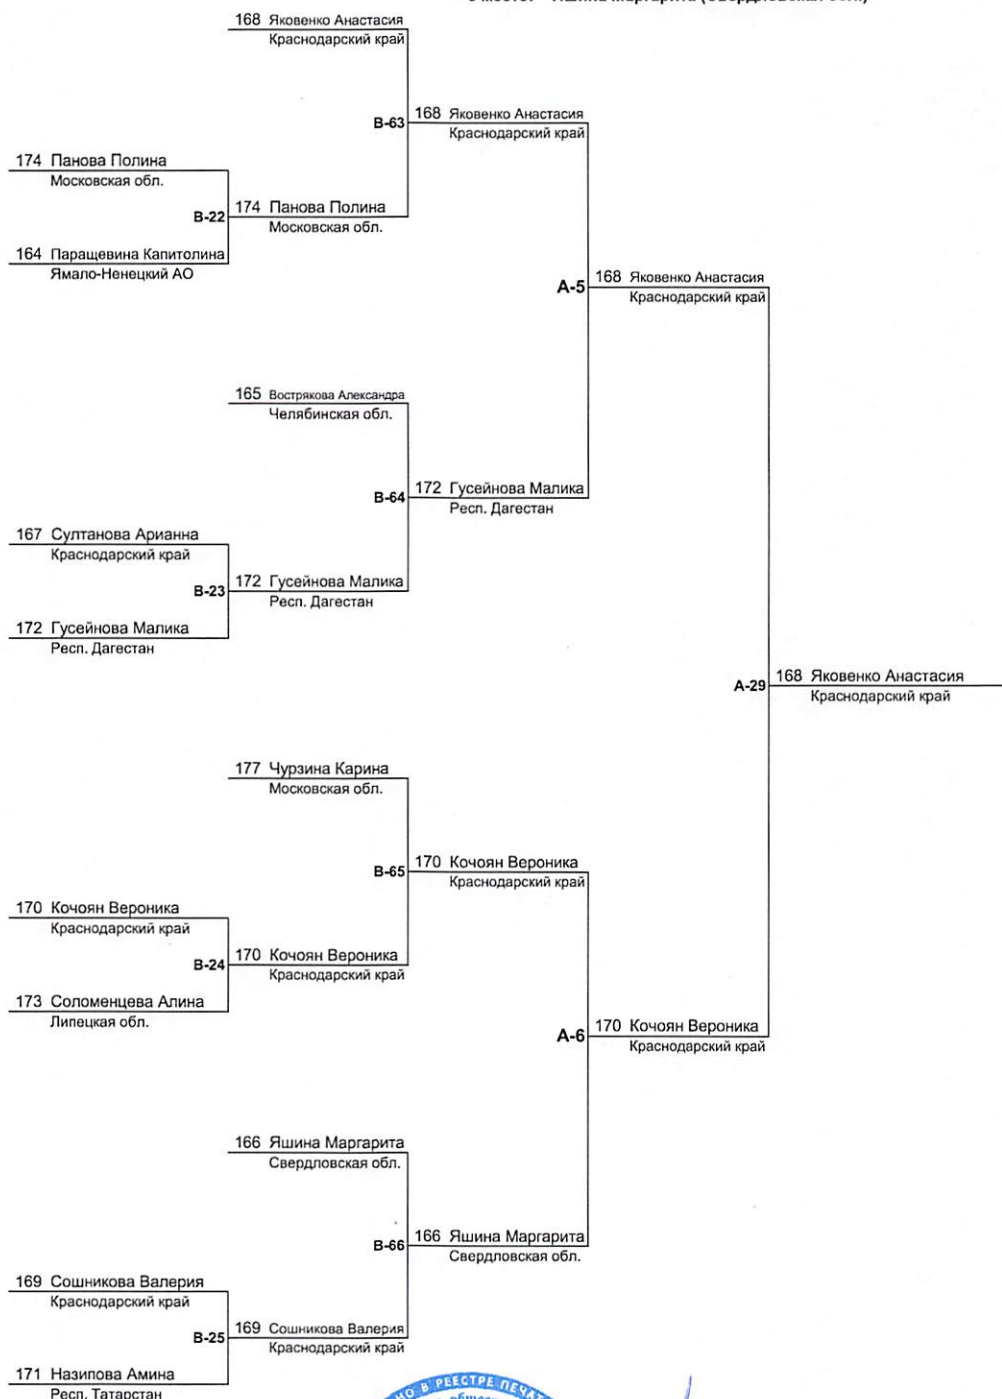 168 Яковенко Анастасия
Краснодарский край
B-63
168 Яковенко Анастасия
Краснодарский край
174 Панова Полина
Московская обл.
B-22
174 Панова Полина
Московская обл.
164 Паращевина Капитолина
Ямало-Ненецкий АО
A-5
168 Яковенко Анастасия
Краснодарский край
165 Вострякова Александра
Челябинская обл.
B-64
172 Гусейнова Малика
Респ. Дагестан
167 Султанова Арианна
Краснодарский край
B-23
172 Гусейнова Малика
Респ. Дагестан
172 Гусейнова Малика
Респ. Дагестан
A-29
168 Яковенко Анастасия
Краснодарский край
177 Чурзина Карина
Московская обл.
B-65
170 Кочоян Вероника
Краснодарский край
170 Кочоян Вероника
Краснодарский край
B-24
170 Кочоян Вероника
Краснодарский край
173 Соломенцева Алина
Липецкая обл.
A-6
170 Кочоян Вероника
Краснодарский край
166 Яшина Маргарита
Свердловская обл.
B-66
166 Яшина Маргарита
Свердловская обл.
169 Сошникова Валерия
Краснодарский край
B-25
169 Сошникова Валерия
Краснодарский край
171 Назипова Амина
Респ. Татарстан
В РЕЕСТРЕ